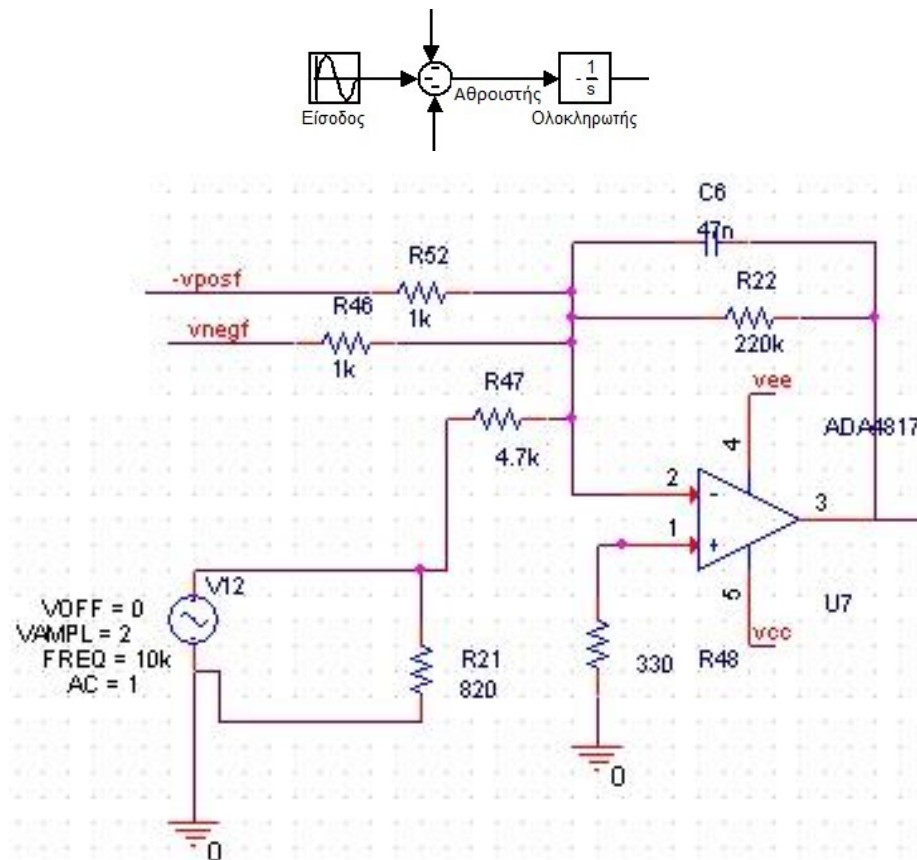 - 1/s
Αθροιστής
Είσοδος
Ολοκληρωτής
C6
47n
R52
-vposf
1k
R46
R22
vnegf
1k
220k
R47
vee
4.7k
ADA4817
4
2
-
3
1
+
V12
5
U7
VOFF = 0
VAMPL = 2
FREQ = 10k
AC = 1
R21
820
330
R48
vcc
0
0